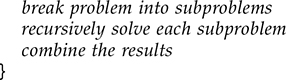 break problem into subproblems
recursively solve each subproblem
combine the results
}